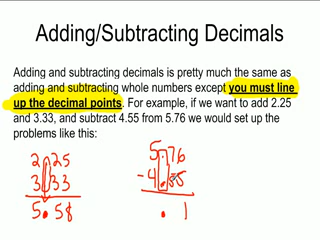 Adding/Subtracting Decimals
Adding and subtracting decimals is pretty much the same as
adding and subtracting whole numbers except you must line
up the decimal points. For example, if we want to add 2.25
and 3.33, and subtract 4.55 from 5.76 we would set up the
problems like this:
2.25
3.33
5.58
5.76
-4.55
. 1